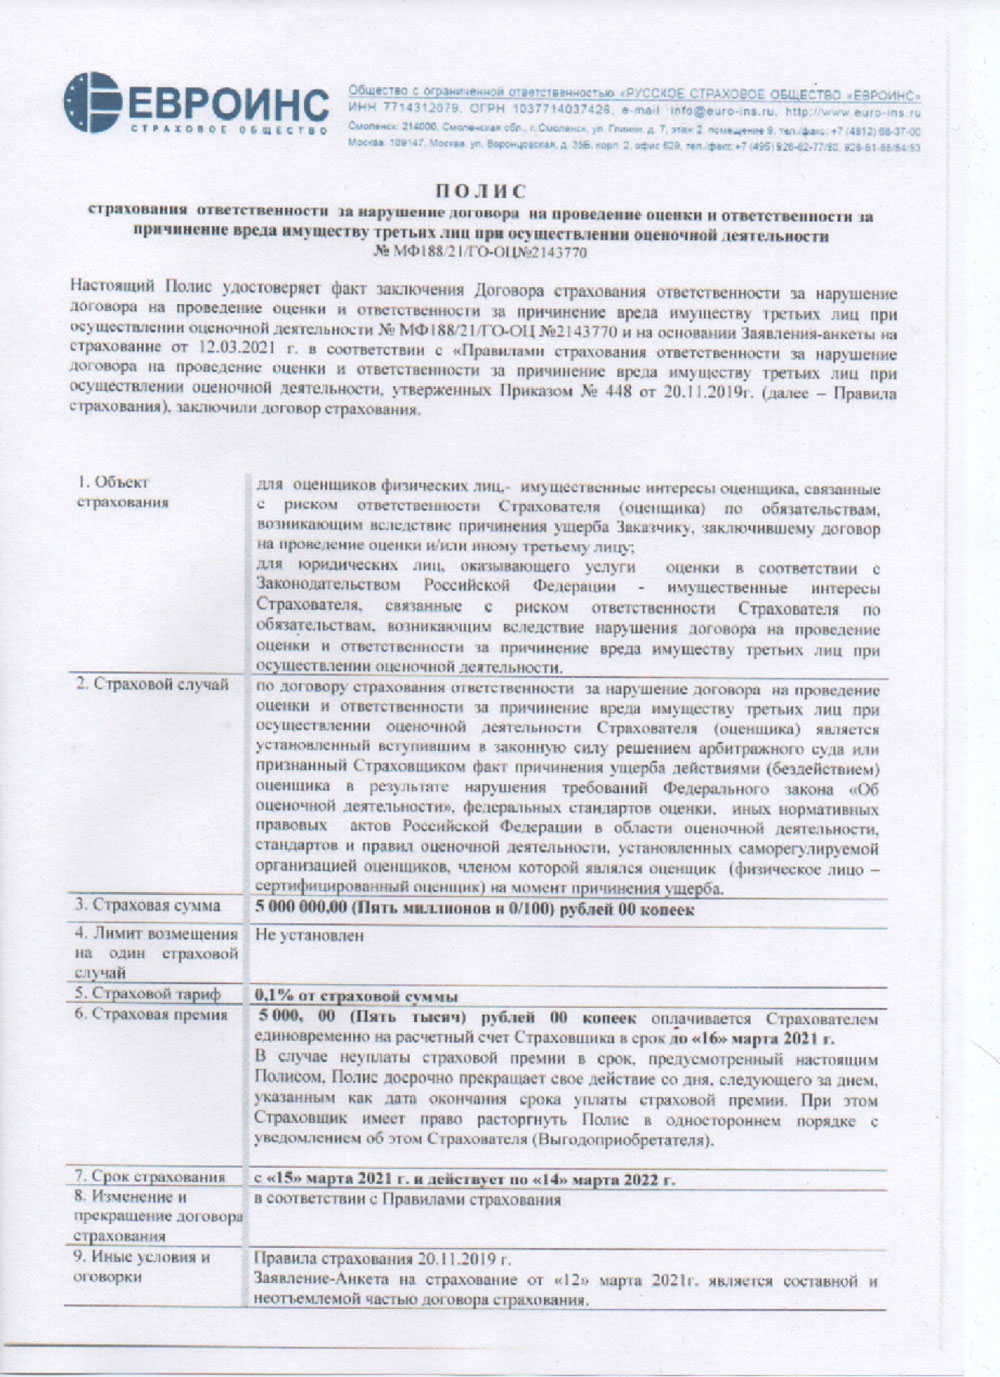 ЕВРОИНС
СТРАХОВОЕ ОБЩЕСТВО
Общество с ограниченной ответственностью «РУССКОЕ СТРАХОВОЕ ОБЩЕСТВО «ЕВРОИНС»
ИНН 7714312079, ОГРН 1037714037426, e-mail: info@euro-ins.ru, http://www.euro-ins.ru
Смоленск: 214000, Смоленская обл., г. Смоленск, ул. Глинки, д. 7, этаж 2, помещение 9, тел./факс: +7 (4812) 68-37-00
Москва: 109147, Москва, ул. Воронцовская, д. 35Б, корп. 2, офис 629, тел./факс +7 (495) 926-62-77/80, 926-51-55/84/53
ПОЛИС
страхования ответственности за нарушение договора на проведение оценки и ответственности за
причинение вреда имуществу третьих лиц при осуществлении оценочной деятельности
№ МФ188/21/ГО-ОЦ№2143770
Настоящий Полис удостоверяет факт заключения Договора страхования ответственности за нарушение
договора на проведение оценки и ответственности за причинение вреда имуществу третьих лиц при
осуществлении оценочной деятельности № МФ188/21/ГО-ОЦ №2143770 и на основании Заявления-анкеты на
страхование от 12.03.2021 г. в соответствии с «Правилами страхования ответственности за нарушение
договора на проведение оценки и ответственности за причинение вреда имуществу третьих лиц при
осуществлении оценочной деятельности, утверженных Приказом № 448 от 20.11.2019г. (далее – Правила
страхования), заключили договор страхования.
1. Объект
страхования
для оценщиков физических лиц,- имущественные интересы оценщика, связанные
с риском ответственности Страхователя (оценщика) по обязательствам,
возникающим вследствие причинения ущерба Заказчику, заключившему договор
на проведение оценки и/или иному третьему лицу;
для юридических лиц, оказывающего услуги оценки в соответствии с
Законодательством Российской Федерации - имущественные интересы
Страхователя, связанные с риском ответственности Страхователя по
обязательствам, возникающим вследствие нарушения договора на проведение
оценки и ответственности за причинение вреда имуществу третьих лиц при
осуществлении оценочной деятельности.
2. Страховой случай
по договору страхования ответственности за нарушение договора на проведение
оценки и ответственности за причинение вреда имуществу третьих лиц при
осуществлении оценочной деятельности Страхователя (оценщика) является
установленный вступившим в законную силу решением арбитражного суда или
признанный Страховщиком факт причинения ущерба действиями (бездействием)
оценщика в результате нарушения требований Федерального закона «Об
оценочной деятельности», федеральных стандартов оценки, иных нормативных
правовых актов Российской Федерации в области оценочной деятельности,
стандартов и правил оценочной деятельности, установленных саморегулируемой
организацией оценщиков, членом которой являлся оценщик (физическое лицо –
сертифицированный оценщик) на момент причинения ущерба.
3. Страховая сумма
5 000 000,00 (Пять миллионов и 0/100) рублей 00 копеек
4. Лимит возмещения
на один страховой
случай
Не установлен
5. Страховой тариф
0,1% от страховой суммы
6. Страховая премия
5 000, 00 (Пять тысяч) рублей 00 копеек оплачивается Страхователем
единовременно на расчетный счет Страховщика в срок до «16» марта 2021 г.
В случае неуплаты страховой премии в срок, предусмотренный настоящим
Полисом, Полис досрочно прекращает свое действие со дня, следующего за днем,
указанным как дата окончания срока уплаты страховой премии. При этом
Страховщик имеет право расторгнуть Полис в одностороннем порядке с
уведомлением об этом Страхователя (Выгодоприобретателя).
7. Срок страхования
с «15» марта 2021 г. и действует по «14» марта 2022 г.
8. Изменение и
прекращение договора
страхования
в соответствии с Правилами страхования
9. Иные условия и
оговорки
Правила страхования 20.11.2019 г.
Заявление-Анкета на страхование от «12» марта 2021г. является составной и
неотъемлемой частью договора страхования.